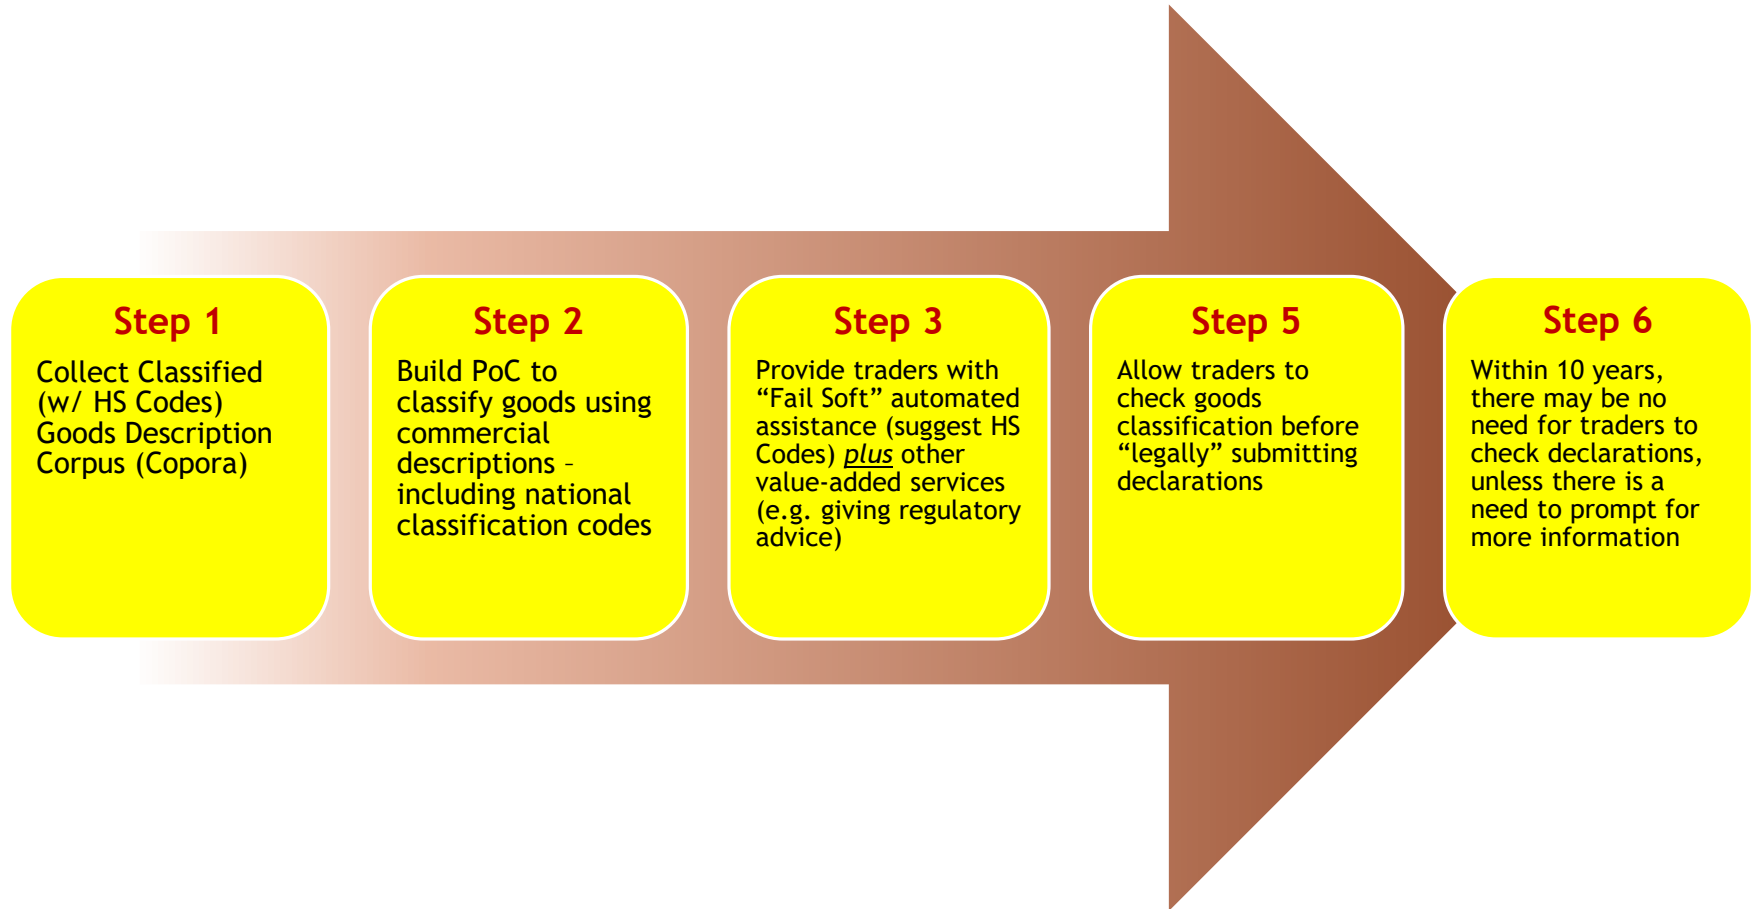 Step 1
Collect Classified
(w/ HS Codes)
Goods Description
Corpus (Copora)
Step 2
Build PoC to
classify goods using
commercial
descriptions –
including national
classification codes
Step 3
Provide traders with
“Fail Soft” automated
assistance (suggest HS
Codes) plus other
value-added services
(e.g. giving regulatory
advice)
Step 5
Allow traders to
check goods
classification before
“legally” submitting
declarations
Step 6
Within 10 years,
there may be no
need for traders to
check declarations,
unless there is a
need to prompt for
more information